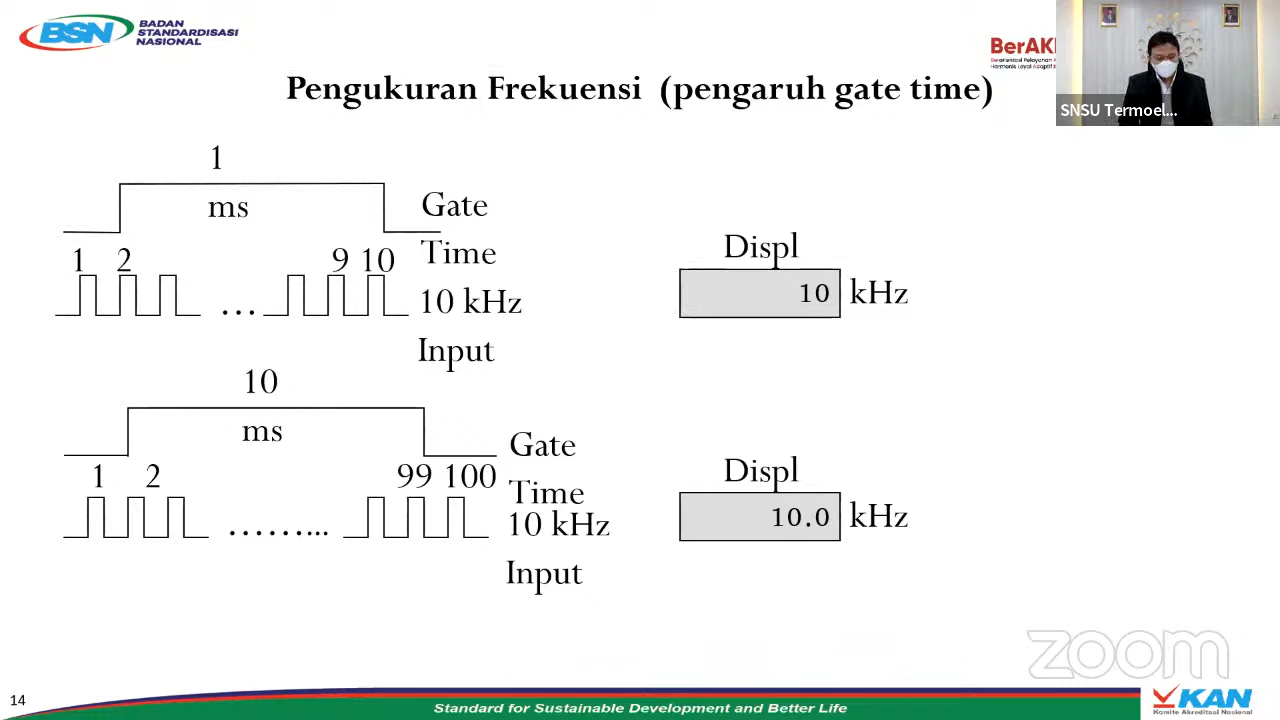 BSN BADAN
STANDARDISASI
NASIONAL
BerAK
SNSU Termoel...
Pengukuran Frekuensi (pengaruh gate time)
1
ms
Gate
Time
1 2 9 10
...
10 kHz
Input
Displ
10 kHz
10
ms
Gate
Time
1 2 99 100
.........
10 kHz
Input
Displ
10.0 kHz
zoom
14
Standard for Sustainable Development and Better Life
KAN
Komite Akreditasi Nasional